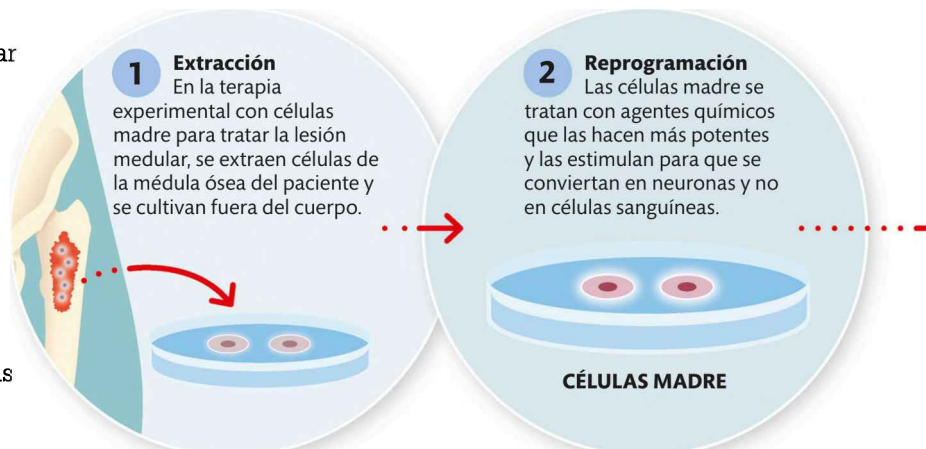 ar
1 Extracción
En la terapia
experimental con células
madre para tratar la lesión
medular, se extraen células de
la médula ósea del paciente y
se cultivan fuera del cuerpo.
2 Reprogramación
Las células madre se
tratan con agentes químicos
que las hacen más potentes
y las estimulan para que se
conviertan en neuronas y no
en células sanguíneas.
CÉLULAS MADRE